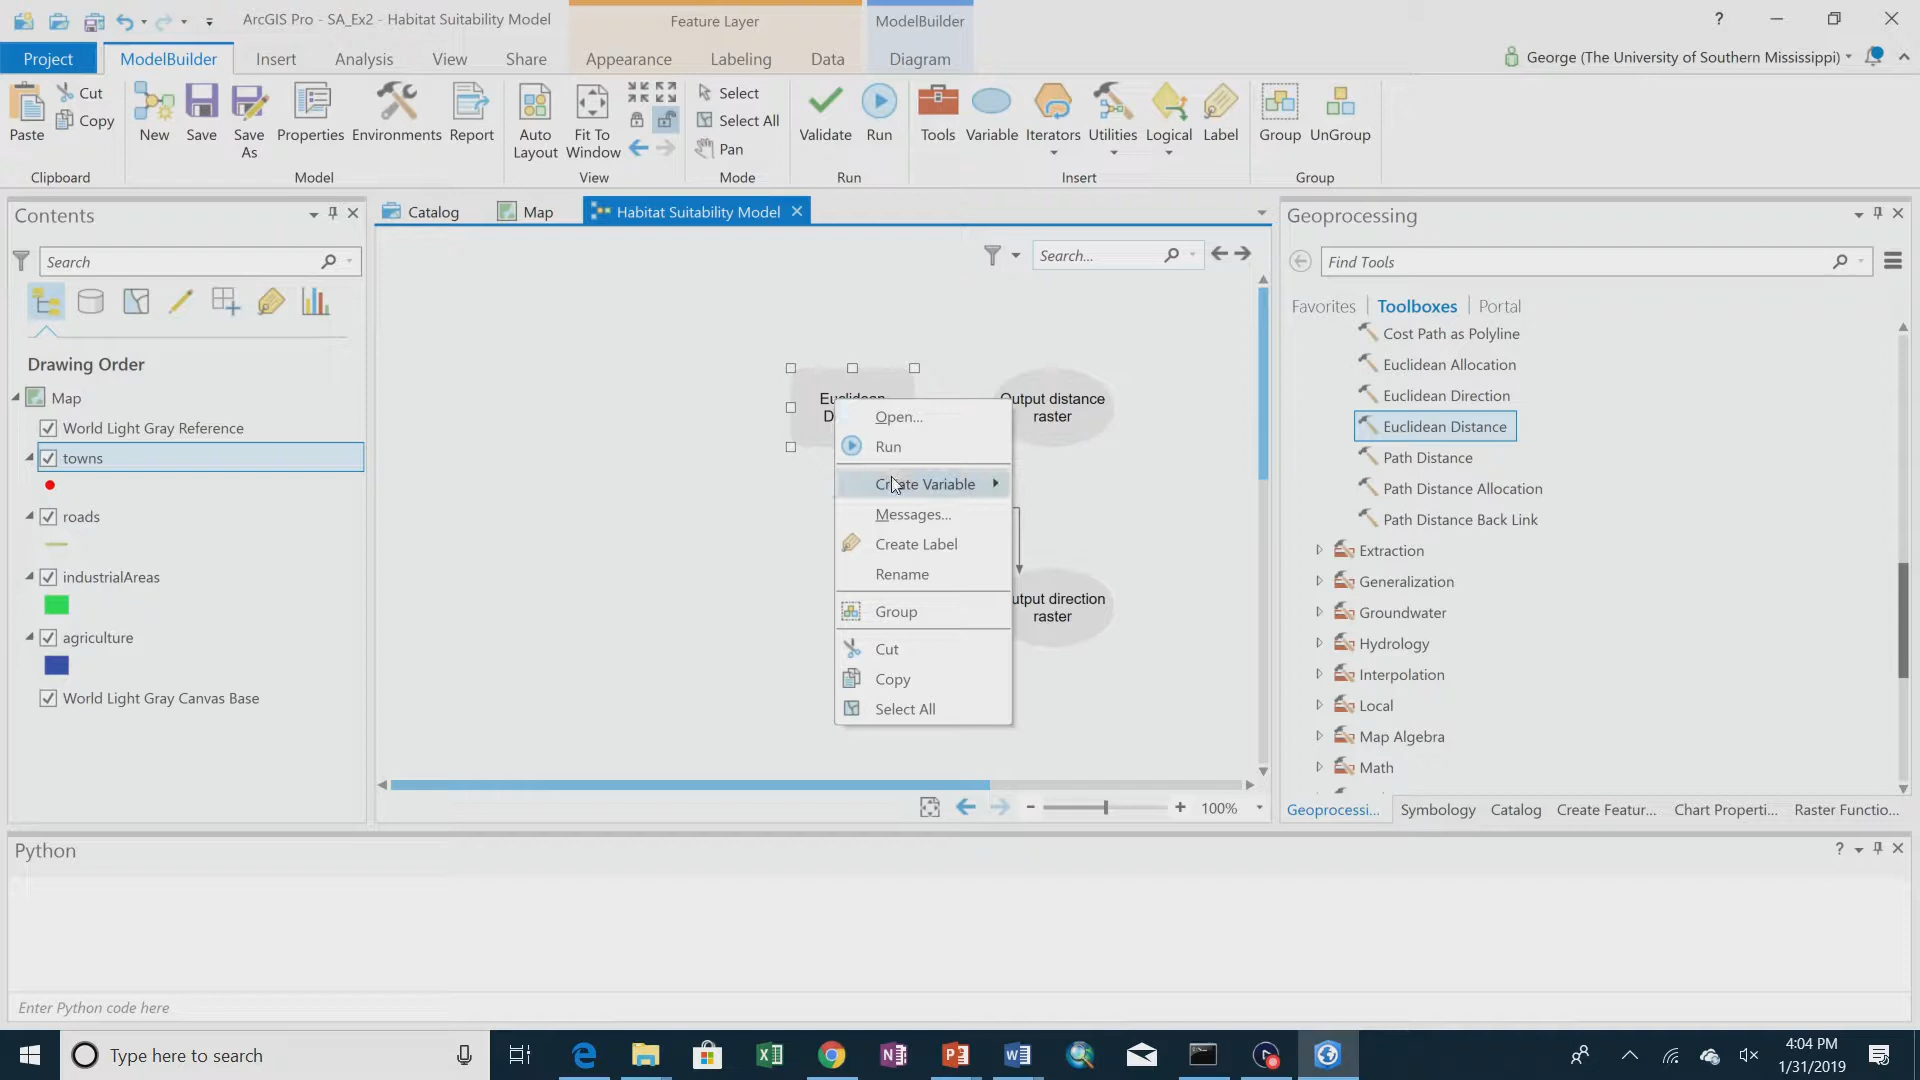 ArcGIS Pro - SA_Ex2 - Habitat Suitability Model
Feature Layer
ModelBuilder
?
Project
ModelBuilder
Insert
Analysis
View
Share
Appearance
Labeling
Data
Diagram
George (The University of Southern Mississippi)
Paste
Cut
Copy
Clipboard
New
Save
Save
As
Properties
Environments
Report
Model
Auto
Layout
Fit To
Window
View
Select
Select All
Pan
Mode
Validate
Run
Run
Tools
Variable
Iterators
Utilities
Logical
Label
Insert
Group
UnGroup
Group
Contents
Search
Drawing Order
Map
World Light Gray Reference
towns
roads
industrialAreas
agriculture
World Light Gray Canvas Base
Catalog
Map
Habitat Suitability Model
Search...
Output distance
raster
Output direction
raster
Open...
Run
Create Variable
Messages...
Create Label
Rename
Group
Cut
Copy
Select All
100%
Geoprocessing
Find Tools
Favorites
Toolboxes
Portal
Cost Path as Polyline
Euclidean Allocation
Euclidean Direction
Euclidean Distance
Path Distance
Path Distance Allocation
Path Distance Back Link
Extraction
Generalization
Groundwater
Hydrology
Interpolation
Local
Map Algebra
Math
Geoprocessi...
Symbology
Catalog
Create Featur...
Chart Properti...
Raster Functio...
Python
?
Enter Python code here
Type here to search
4:04 PM
1/31/2019